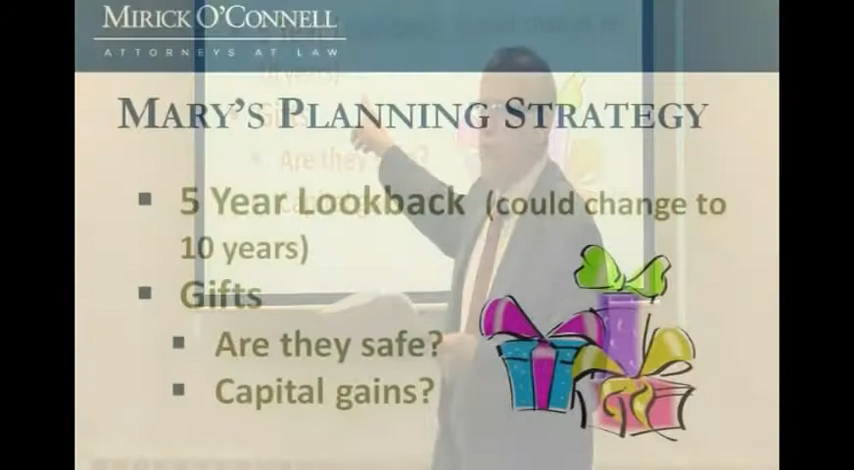 MIRICK O'CONNELL
ATTORNEYS AT LAW
MARY'S PLANNING STRATEGY
5 Year Lookback (could change to
10 years)
Gifts
Are they safe?
Capital gains?